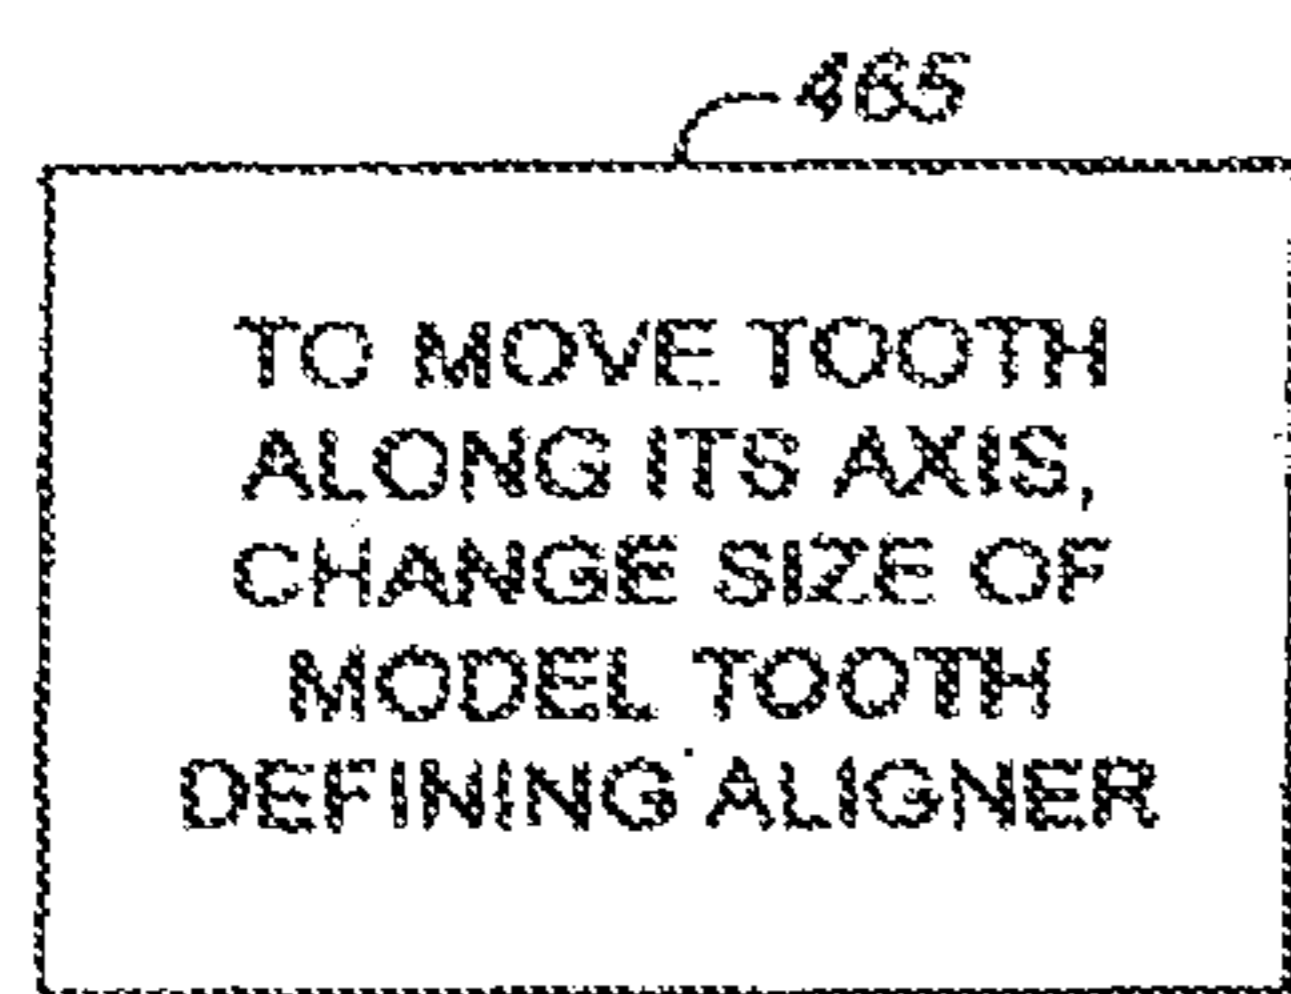 465
TO MOVE TOOTH
ALONG ITS AXIS,
CHANGE SIZE OF
MODEL TOOTH
DEFINING ALIGNER